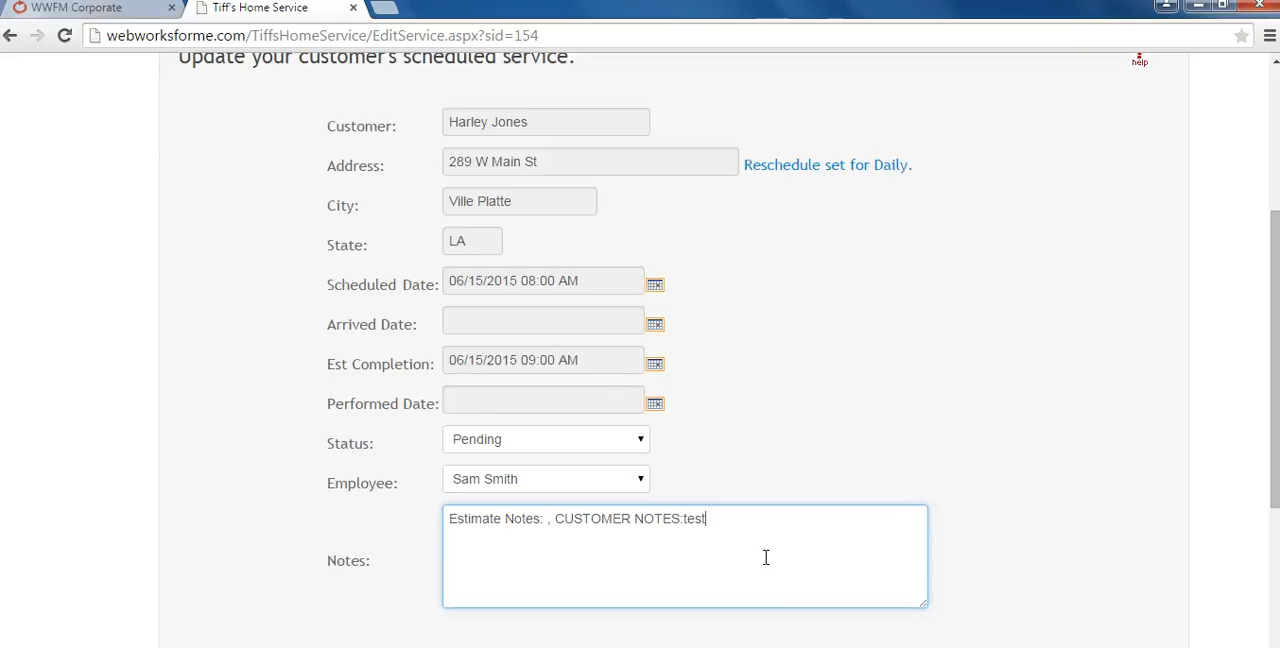 WWFM Corporate
Tiff's Home Service
webworksforme.com/TiffsHomeService/EditService.aspx?sid=154
Update your customer's scheduled service.
help
Customer: Harley Jones
Address: 289 W Main St Reschedule set for Daily.
City: Ville Platte
State: LA
Scheduled Date: 06/15/2015 08:00 AM
Arrived Date:
Est Completion: 06/15/2015 09:00 AM
Performed Date:
Status: Pending
Employee: Sam Smith
Estimate Notes: , CUSTOMER NOTES:test
Notes: